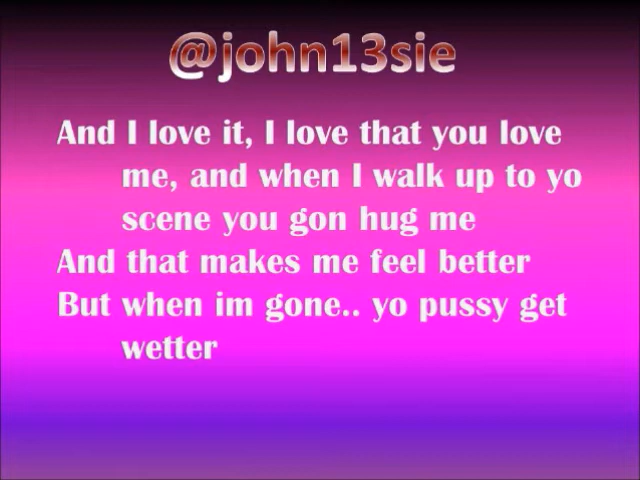 @john13sie
And I love it, I love that you love
me, and when I walk up to yo
scene you gon hug me
And that makes me feel better
But when im gone.. yo pussy get
wetter